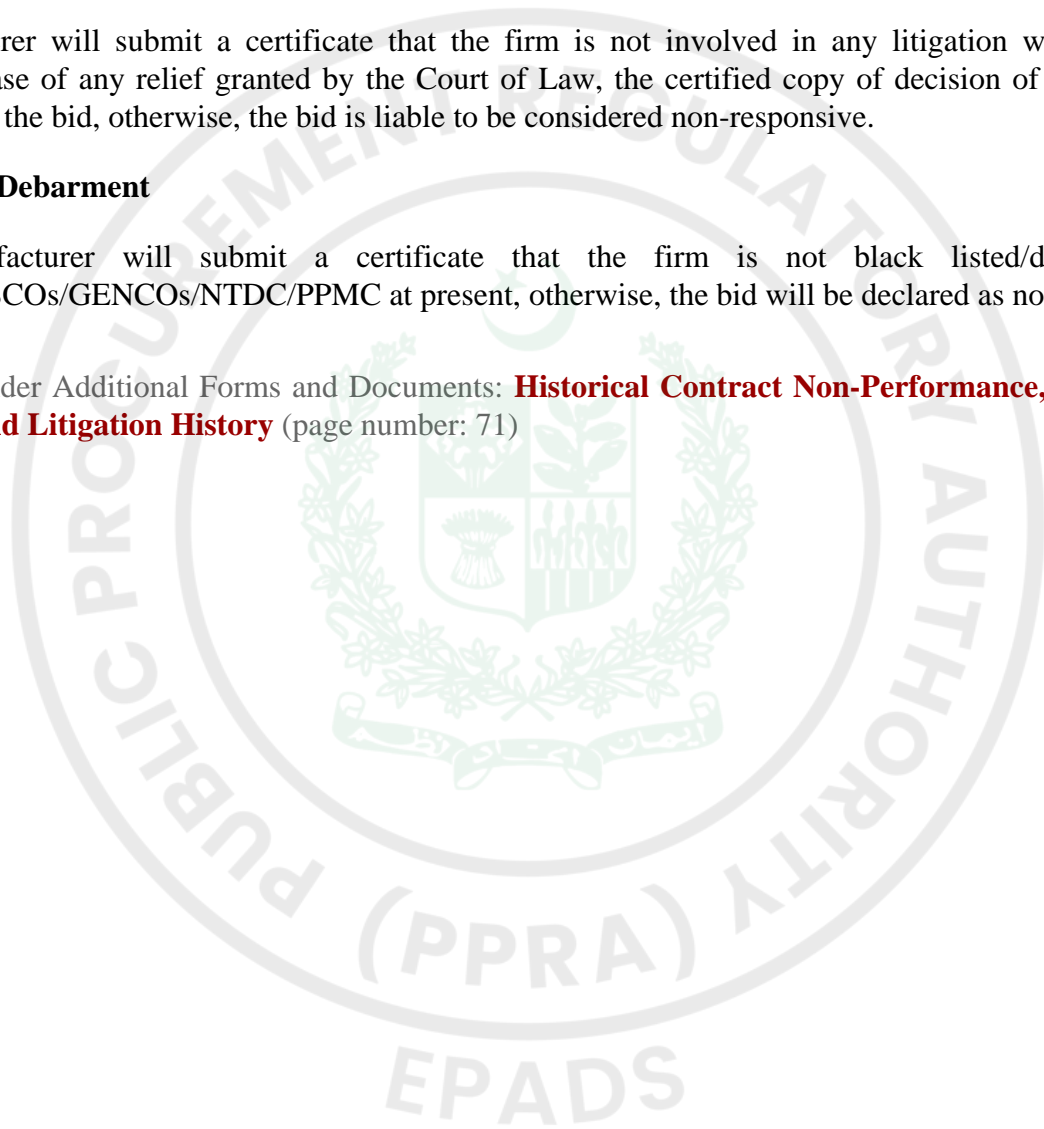 rer will submit a certificate that the firm is not involved in any litigation w
ase of any relief granted by the Court of Law, the certified copy of decision of
the bid, otherwise, the bid is liable to be considered non-responsive.
Debarment
facturer will submit a certificate that the firm is not black listed/d
COs/GENCOs/NTDC/PPMC at present, otherwise, the bid will be declared as no
der Additional Forms and Documents: Historical Contract Non-Performance,
d Litigation History (page number: 71)
PUBLIC PROCUREMENT REGULATORY AUTHORITY
(PPRA)
EPADS